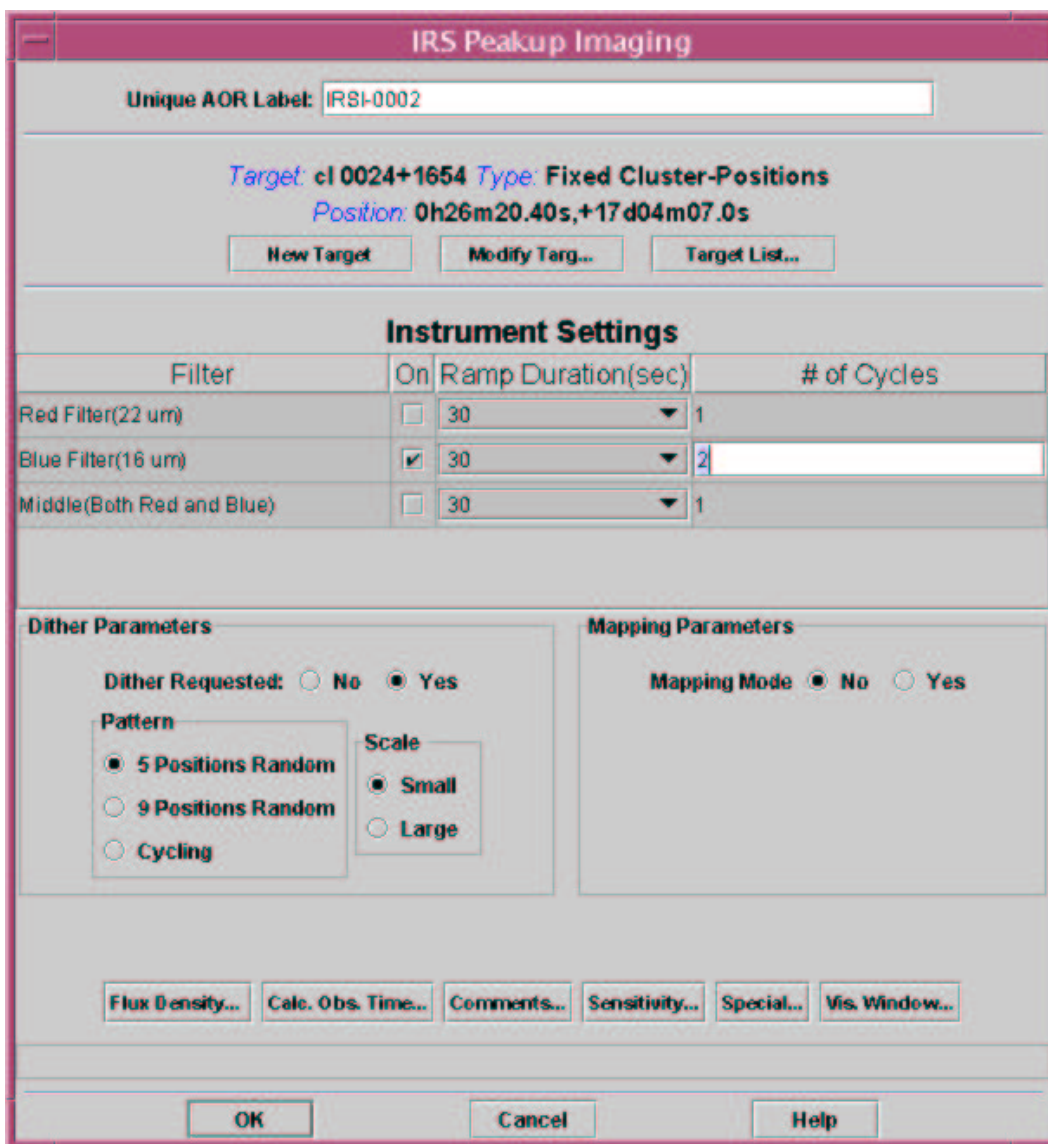 IRS Peakup Imaging
Unique AOR Label: IRSI-0002
Target: cl 0024+1654 Type: Fixed Cluster-Positions
Position: 0h26m20.40s,+17d04m07.0s
New Target Modify Targ... Target List...
Instrument Settings
Filter On Ramp Duration(sec) # of Cycles
Red Filter(22 um) 30 1
Blue Filter(16 um) 30 2
Middle(Both Red and Blue) 30 1
Dither Parameters
Dither Requested: No Yes
Pattern
5 Positions Random
9 Positions Random
Cycling
Scale
Small
Large
Mapping Parameters
Mapping Mode No Yes
Flux Density... Calc. Obs. Time... Comments... Sensitivity... Special... Vis. Window...
OK Cancel Help